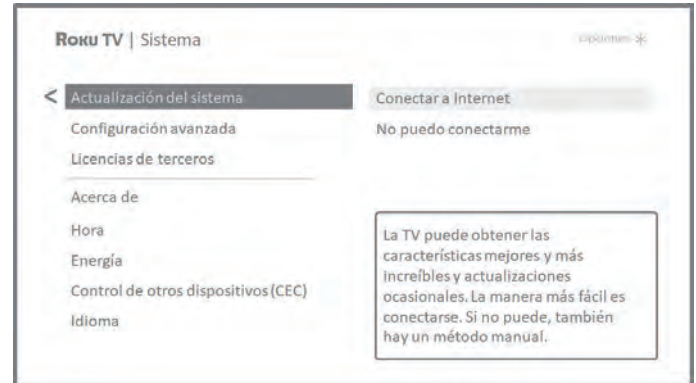 Roku TV | Sistema
opciones ✻
< Actualización del sistema
Conectar a Internet
Configuración avanzada
No puedo conectarme
Licencias de terceros
Acerca de
Hora
Energía
Control de otros dispositivos (CEC)
Idioma
La TV puede obtener las
características mejores y más
increíbles y actualizaciones
ocasionales. La manera más fácil es
conectarse. Si no puede, también
hay un método manual.